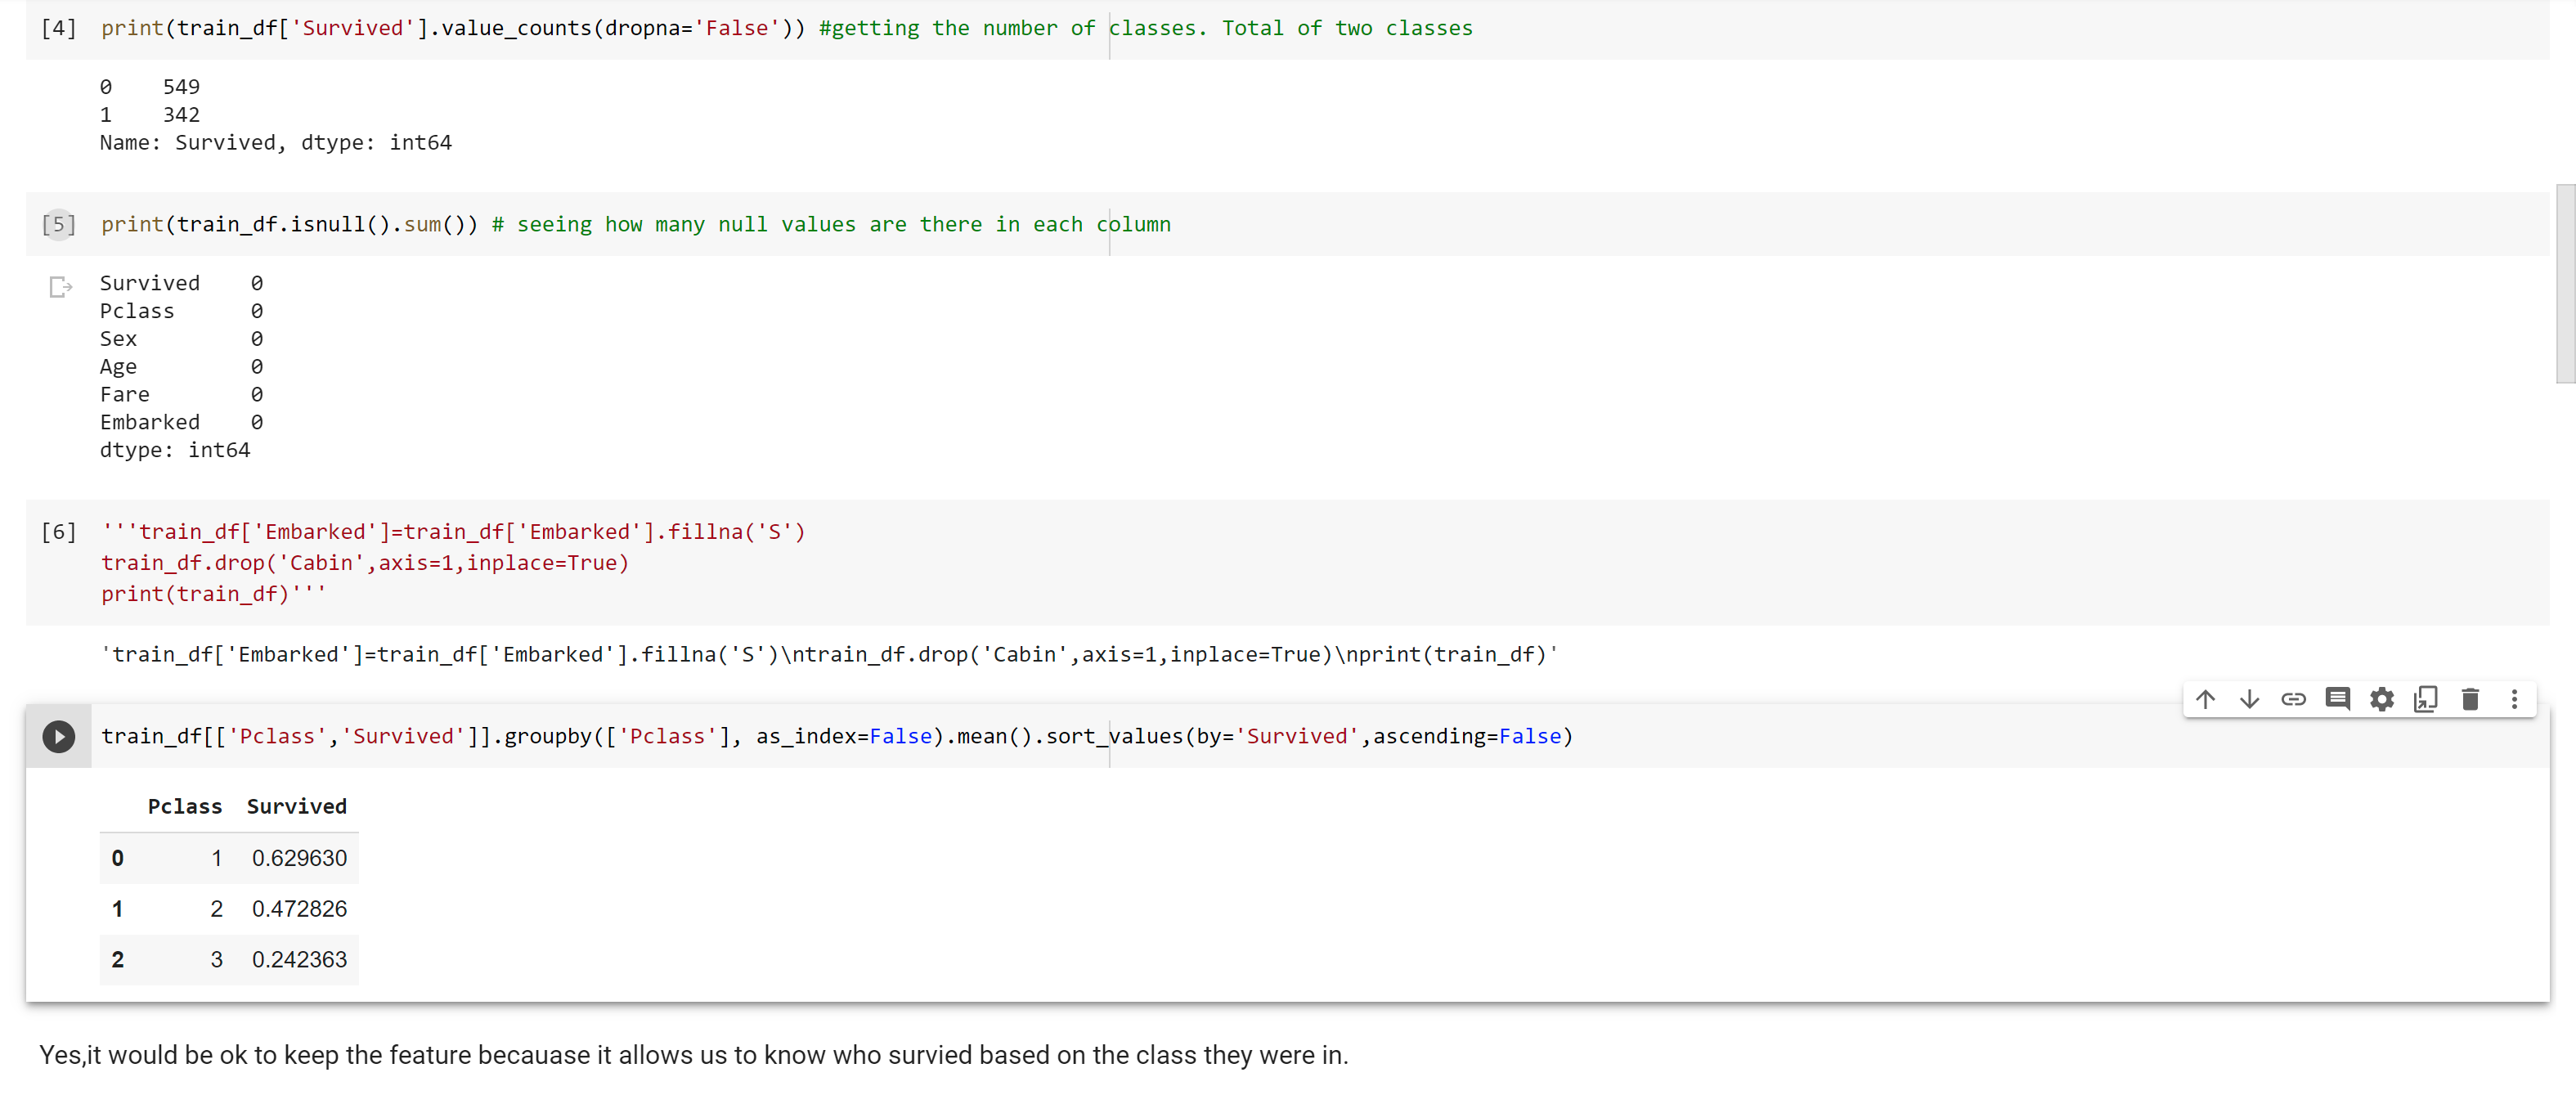 [4] print(train_df['Survived'].value_counts(dropna='False')) #getting the number of classes. Total of two classes
0    549
1    342
Name: Survived, dtype: int64
[5] print(train_df.isnull().sum()) # seeing how many null values are there in each column
Survived    0
Pclass      0
Sex         0
Age         0
Fare        0
Embarked    0
dtype: int64
[6] '''train_df['Embarked']=train_df['Embarked'].fillna('S')
train_df.drop('Cabin',axis=1,inplace=True)
print(train_df)'''
'train_df['Embarked']=train_df['Embarked'].fillna('S')\ntrain_df.drop('Cabin',axis=1,inplace=True)\nprint(train_df)'
train_df[['Pclass','Survived']].groupby(['Pclass'], as_index=False).mean().sort_values(by='Survived',ascending=False)
Pclass Survived
0 1 0.629630
1 2 0.472826
2 3 0.242363
Yes,it would be ok to keep the feature becauase it allows us to know who survied based on the class they were in.